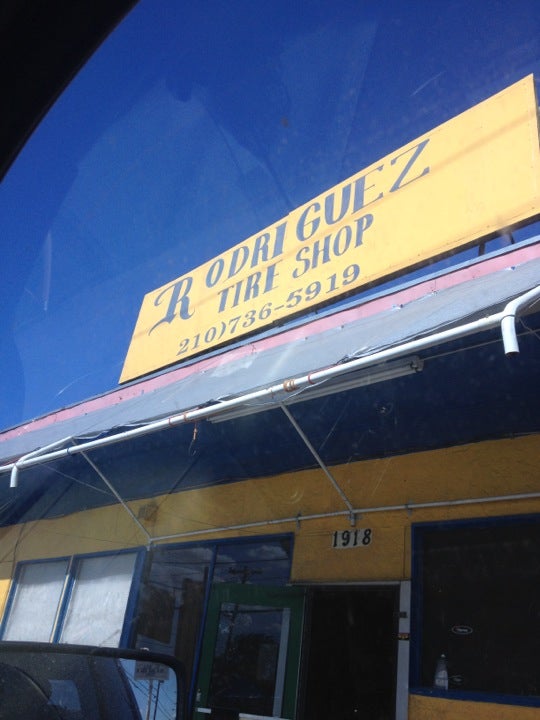 RODRIGUEZ
TIRE SHOP
210)736-5919
1918